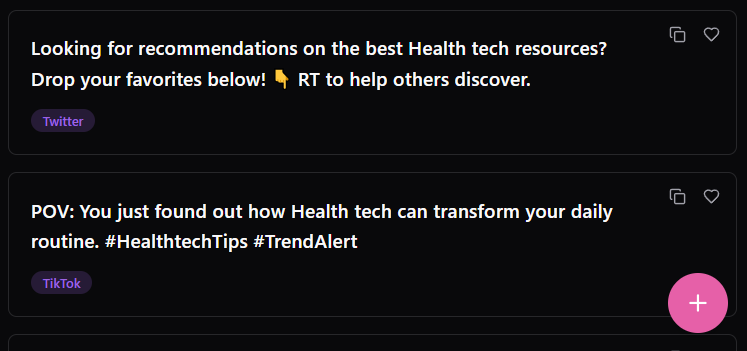 Looking for recommendations on the best Health tech resources?
Drop your favorites below! 👇 RT to help others discover.
Twitter
POV: You just found out how Health tech can transform your daily
routine. #HealthtechTips #TrendAlert
TikTok